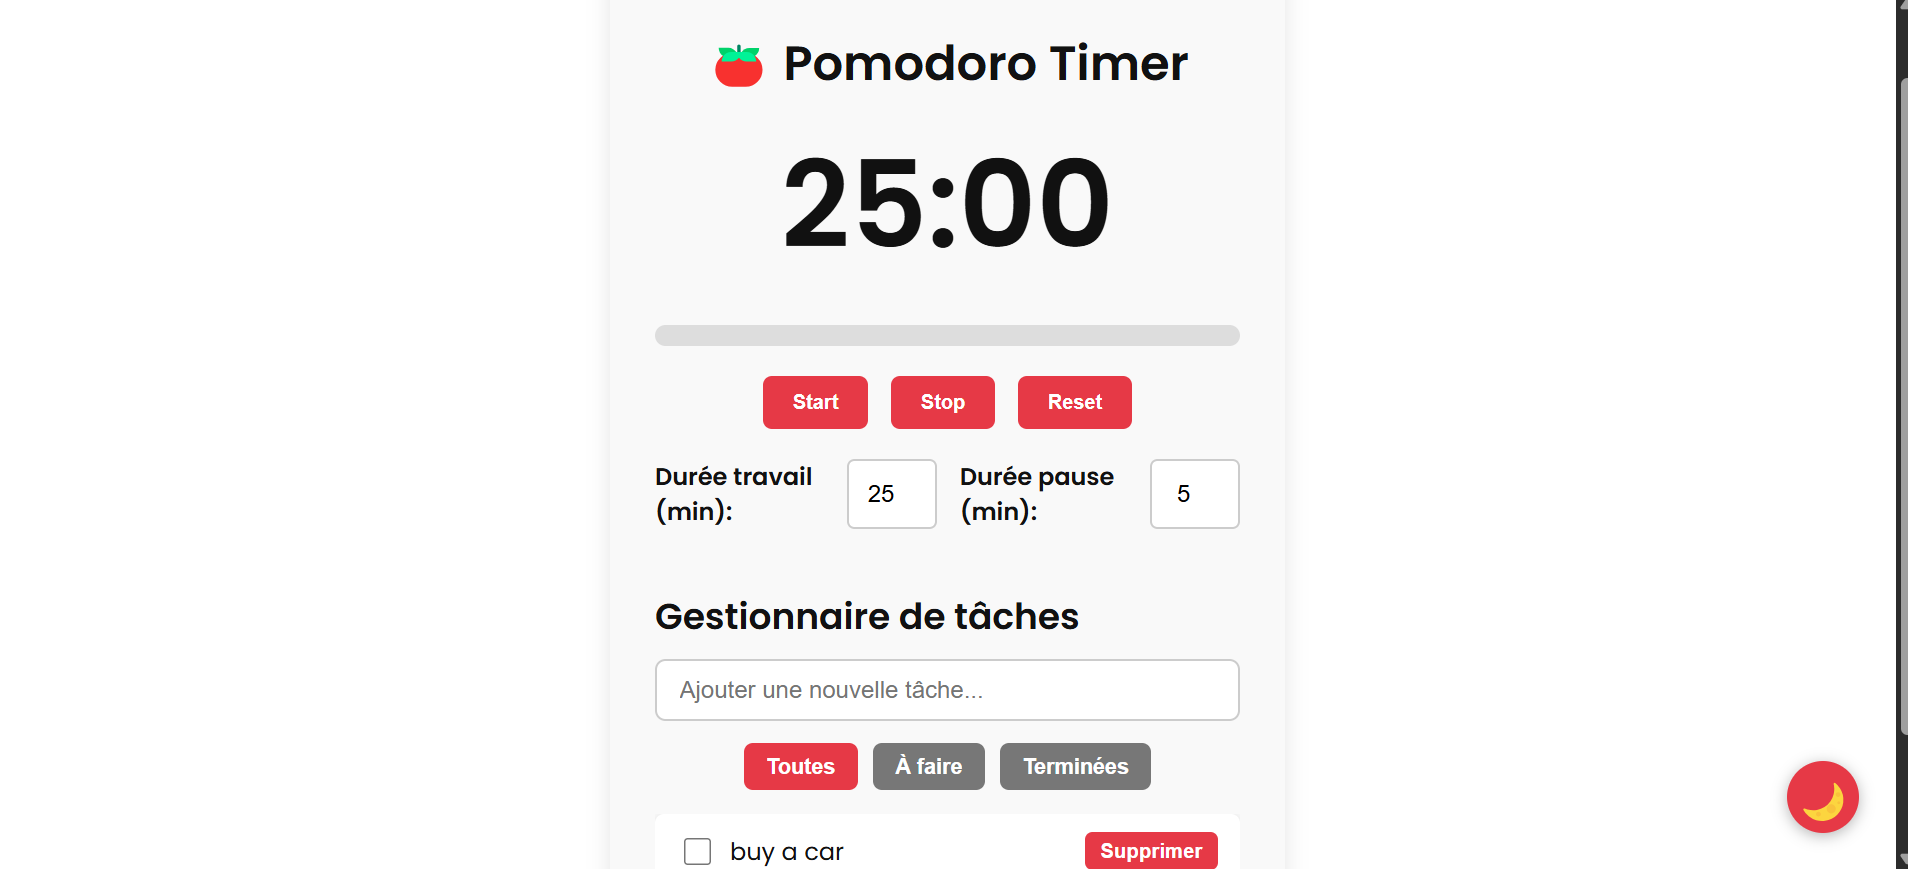 Pomodoro Timer
25:00
Start Stop Reset
Durée travail (min): 25 Durée pause (min): 5
Gestionnaire de tâches
Ajouter une nouvelle tâche...
Toutes À faire Terminées
buy a car Supprimer